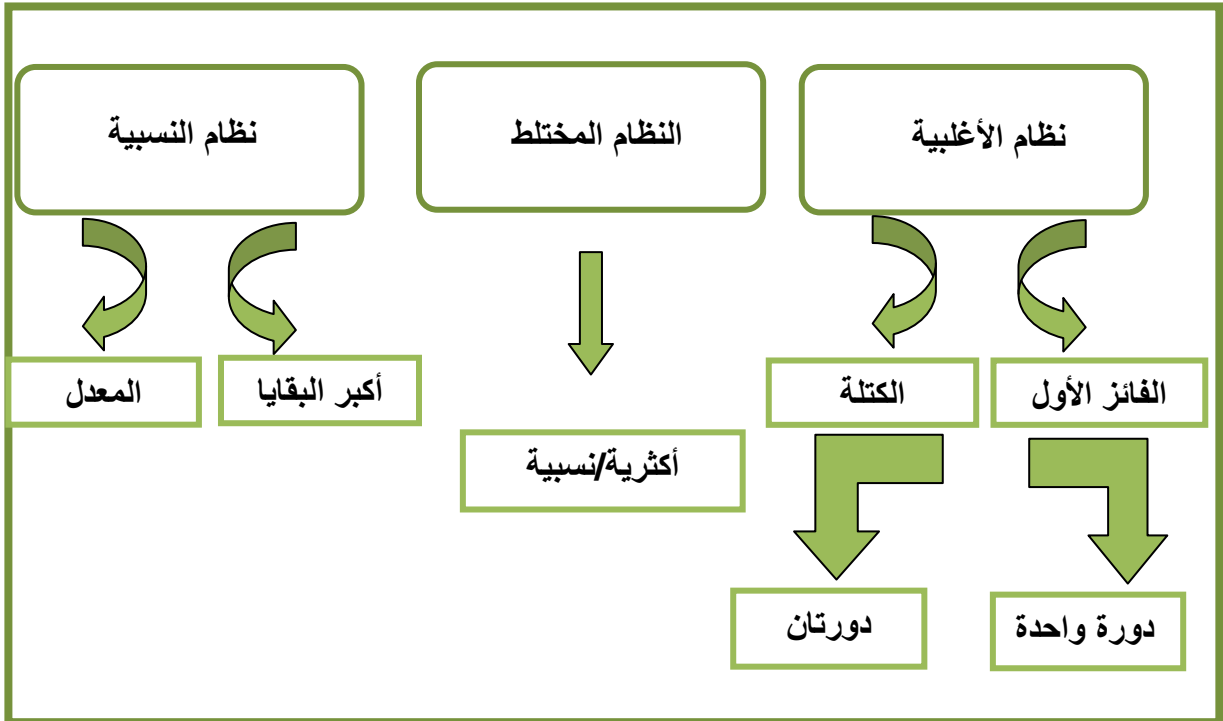 نظام الأغلبية
النظام المختلط
نظام النسبية
الفائز الأول
الكتلة
أكبر البقايا
المعدل
أكثرية/نسبية
دورة واحدة
دورتان